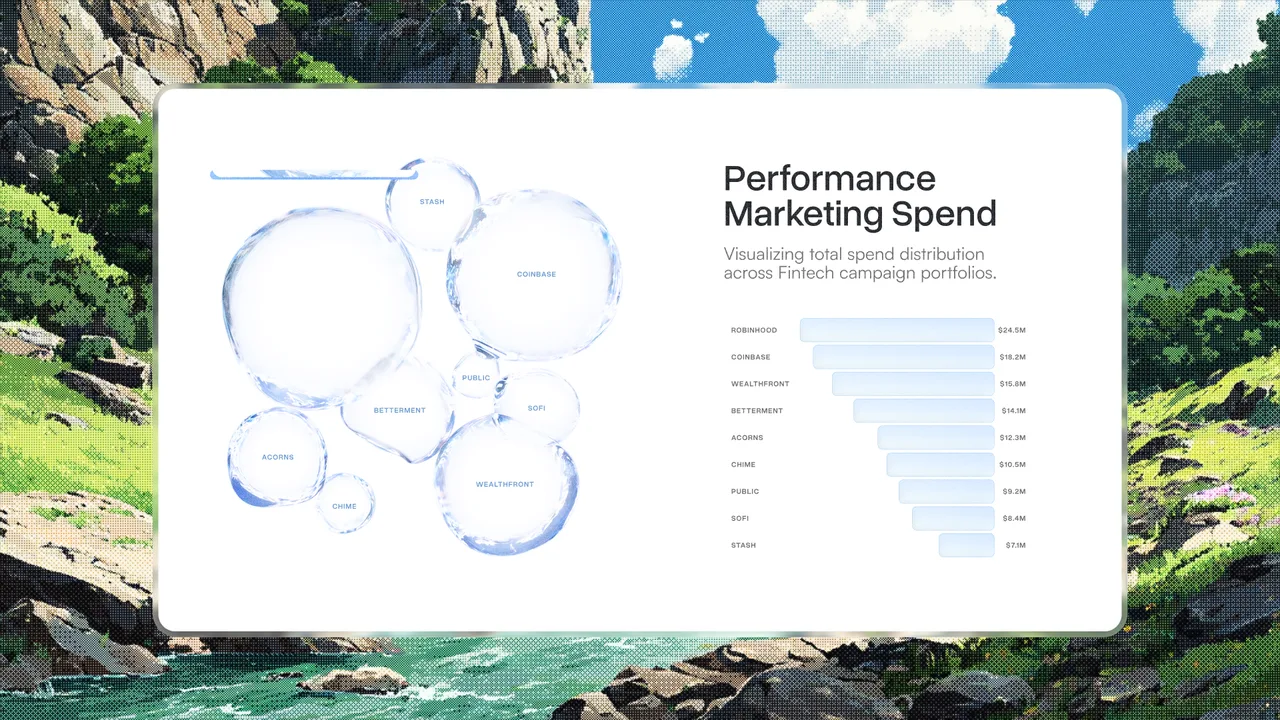 STASH
COINBASE
PUBLIC
BETTERMENT
SOFI
ACORNS
WEALTHFRONT
CHIME
Performance
Marketing Spend
Visualizing total spend distribution
across Fintech campaign portfolios.
ROBINHOOD $24.5M
COINBASE $18.2M
WEALTHFRONT $15.8M
BETTERMENT $14.1M
ACORNS $12.3M
CHIME $10.5M
PUBLIC $9.2M
SOFI $8.4M
STASH $7.1M